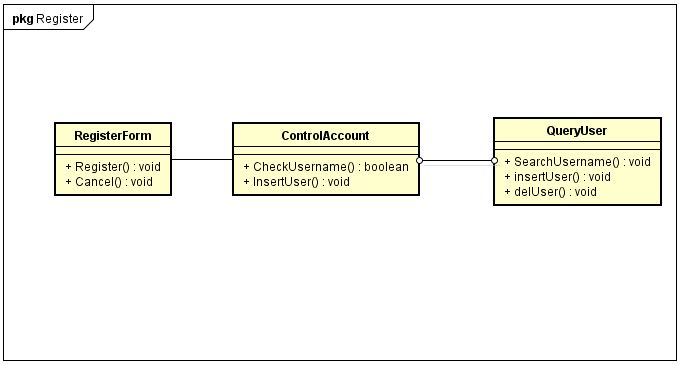 pkg Register
RegisterForm
+ Register() : void
+ Cancel() : void
ControlAccount
+ CheckUsername() : boolean
+ InsertUser() : void
QueryUser
+ SearchUsername() : void
+ insertUser() : void
+ delUser() : void